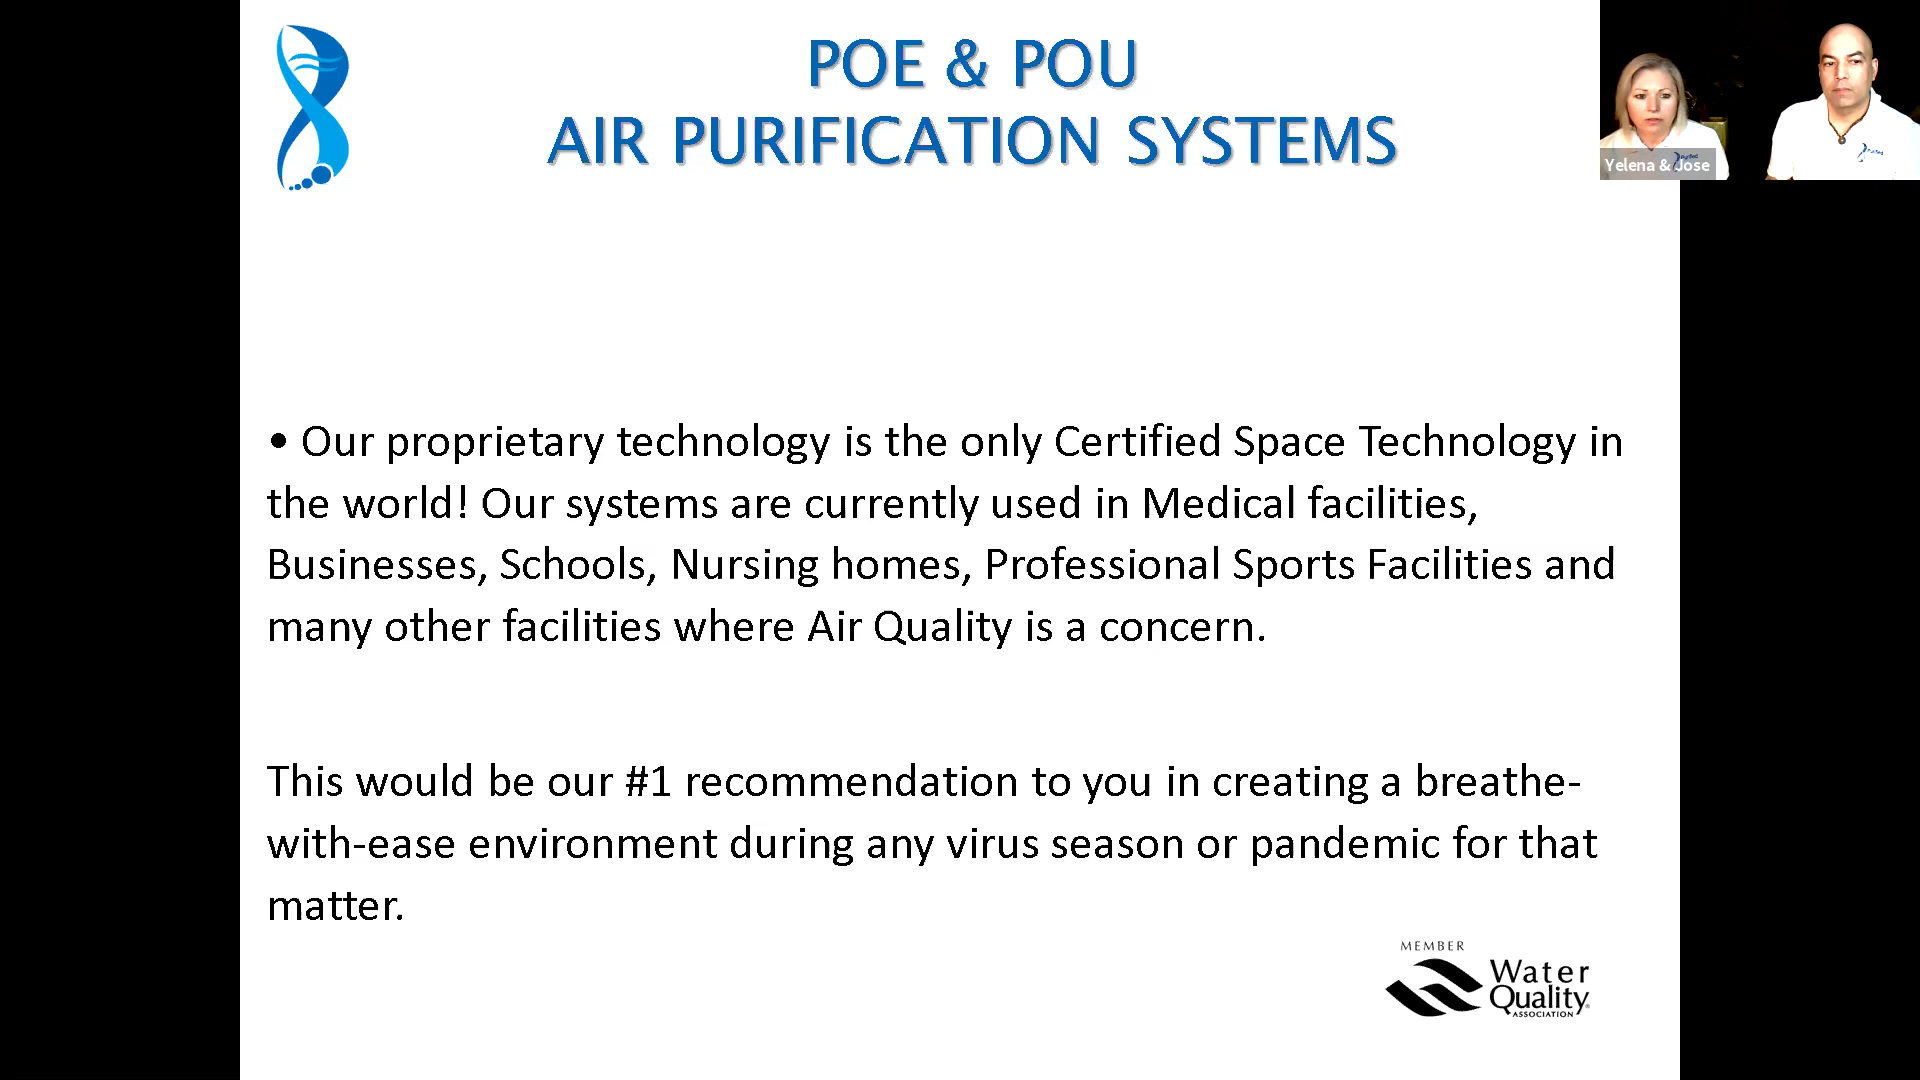 POE & POU
AIR PURIFICATION SYSTEMS
Yelena & Jose
• Our proprietary technology is the only Certified Space Technology in
the world! Our systems are currently used in Medical facilities,
Businesses, Schools, Nursing homes, Professional Sports Facilities and
many other facilities where Air Quality is a concern.
This would be our #1 recommendation to you in creating a breathe-
with-ease environment during any virus season or pandemic for that
matter.
MEMBER
Water
Quality
ASSOCIATION